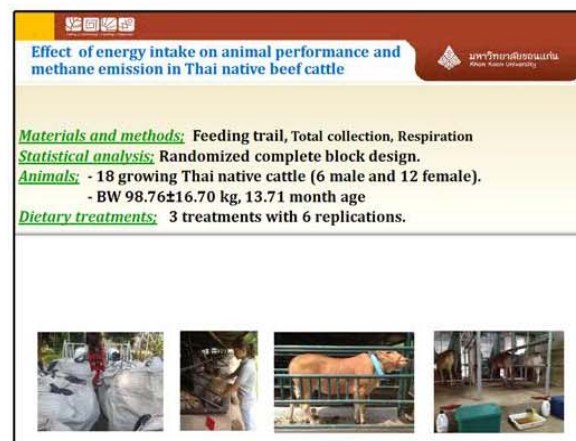 Effect of energy intake on animal performance and
methane emission in Thai native beef cattle
มหาวิทยาลัยขอนแก่น
Khon Kaen University
Materials and methods; Feeding trail, Total collection, Respiration
Statistical analysis; Randomized complete block design.
Animals; - 18 growing Thai native cattle (6 male and 12 female).
- BW 98.76±16.70 kg, 13.71 month age
Dietary treatments; 3 treatments with 6 replications.